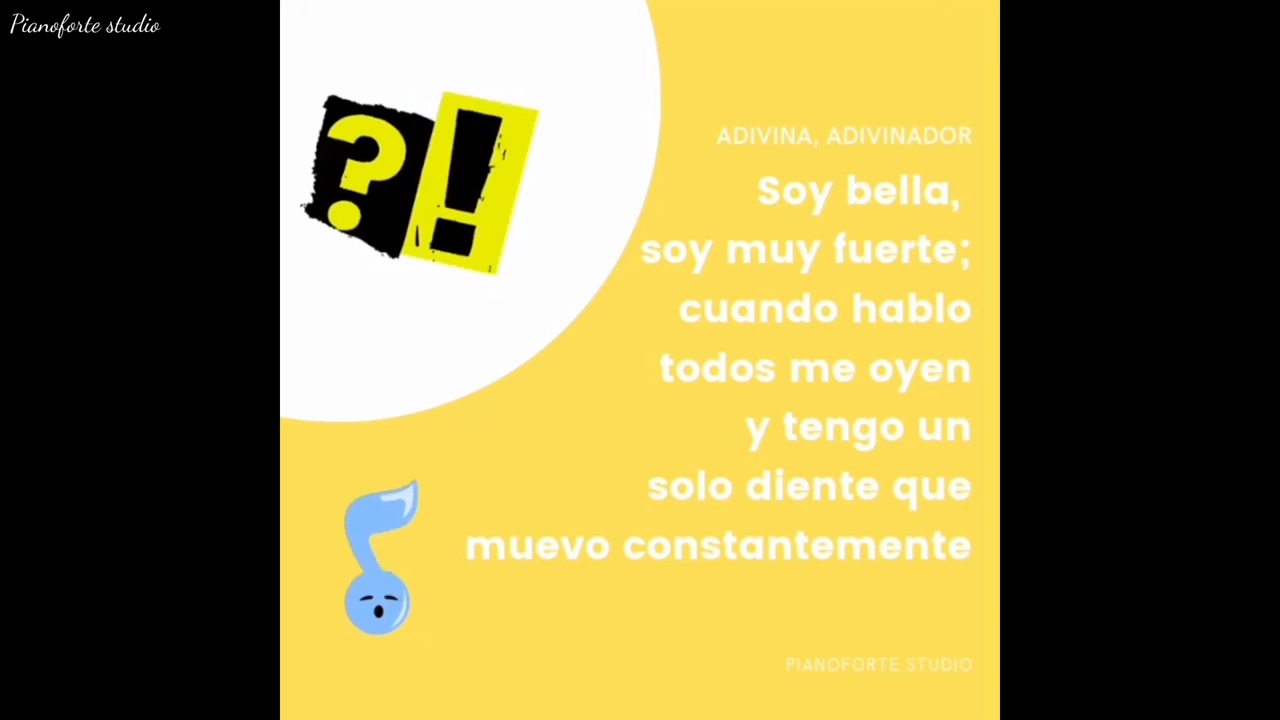 Pianoforte studio
?!
ADIVINA, ADIVINADOR
Soy bella,
soy muy fuerte;
cuando hablo
todos me oyen
y tengo un
solo diente que
muevo constantemente
PIANOFORTE STUDIO